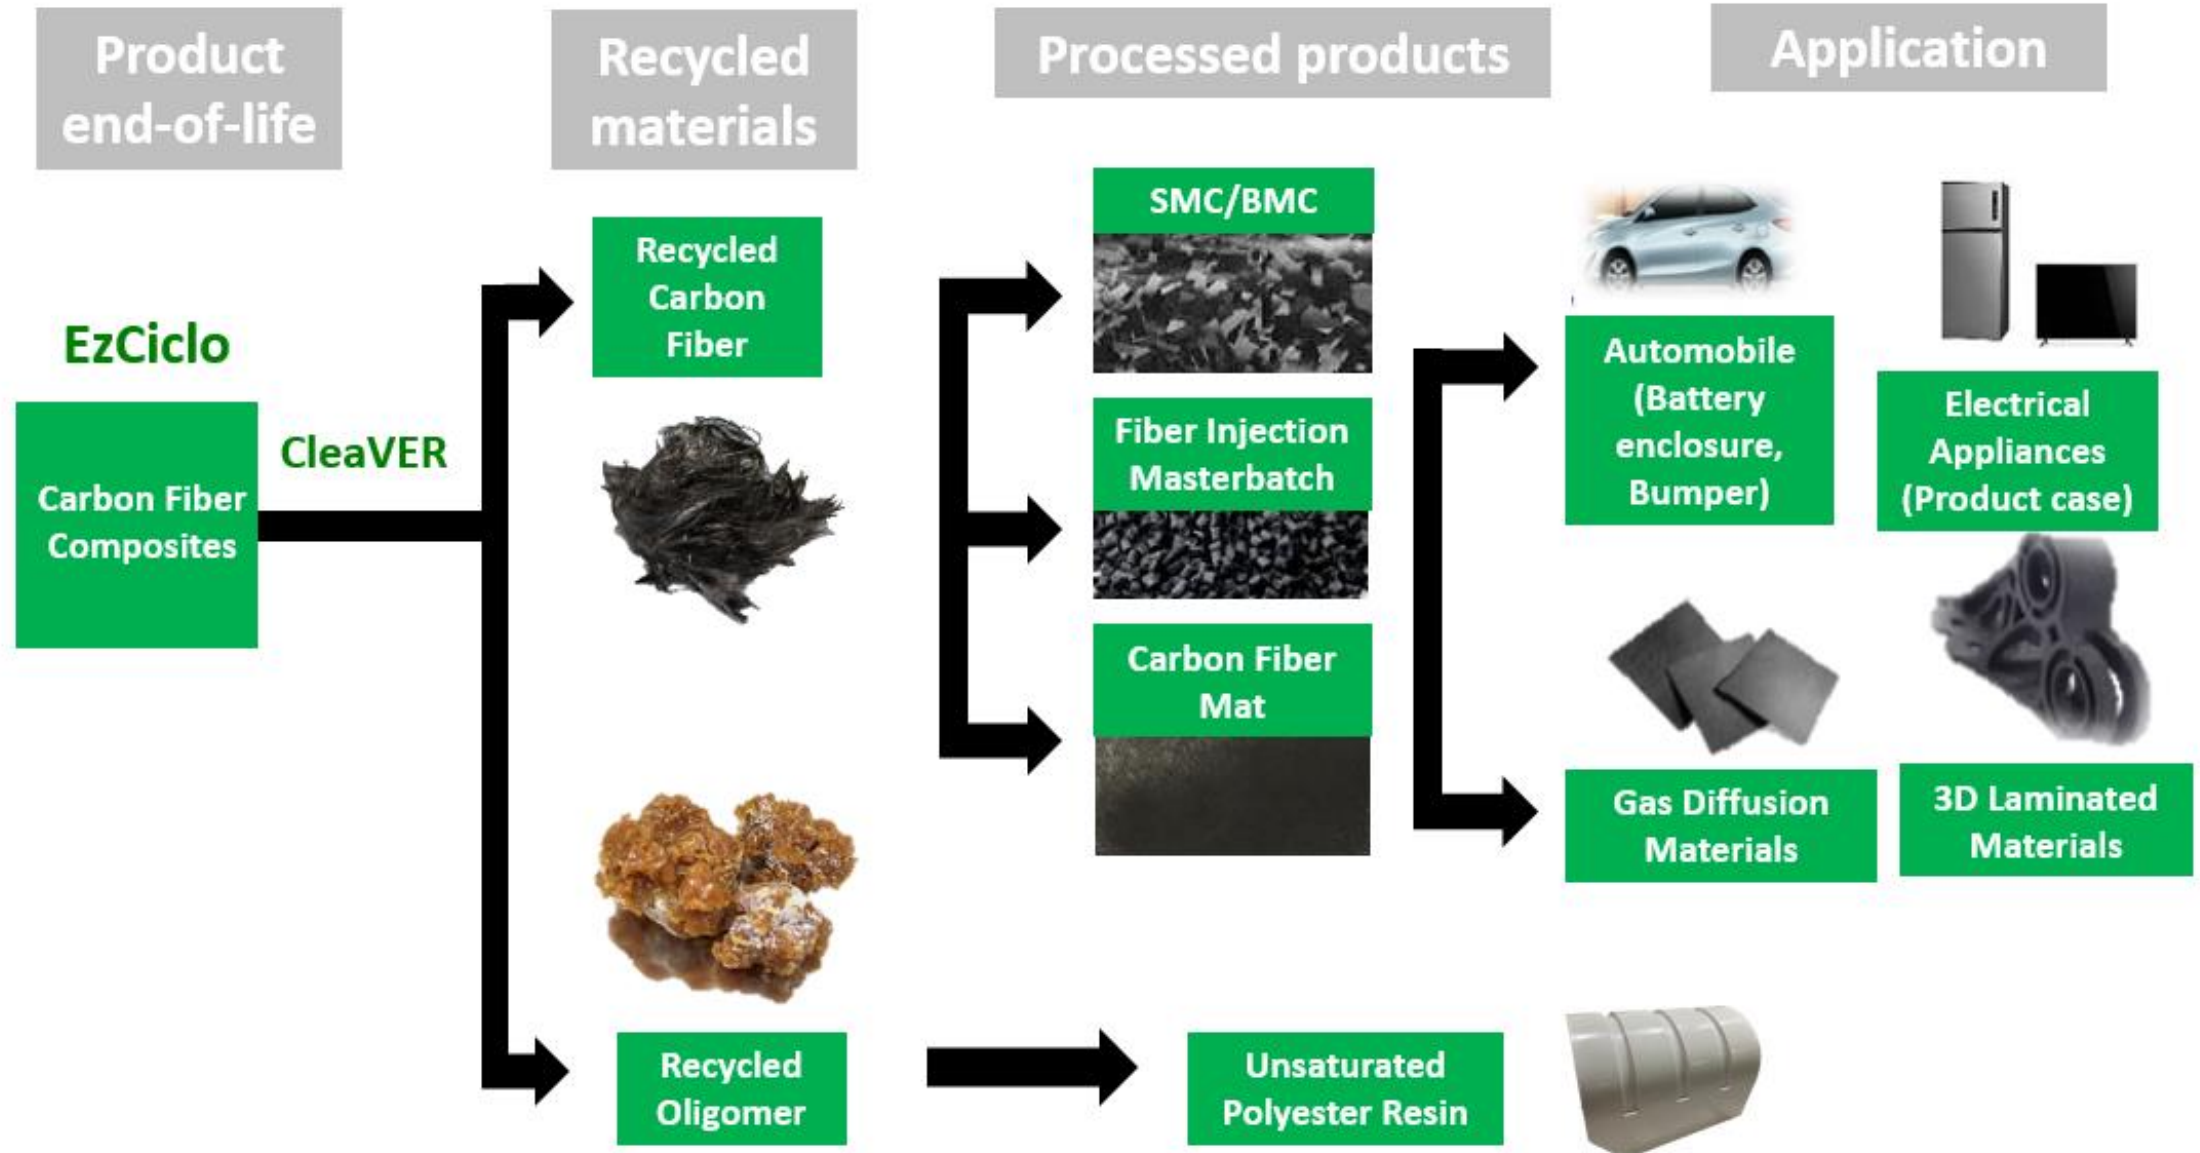 Product
end-of-life
Recycled
materials
Processed products
Application
EzCiclo
Carbon Fiber
Composites
CleaVER
Recycled
Carbon
Fiber
Recycled
Oligomer
SMC/BMC
Fiber Injection
Masterbatch
Carbon Fiber
Mat
Unsaturated
Polyester Resin
Automobile
(Battery
enclosure,
Bumper)
Electrical
Appliances
(Product case)
Gas Diffusion
Materials
3D Laminated
Materials